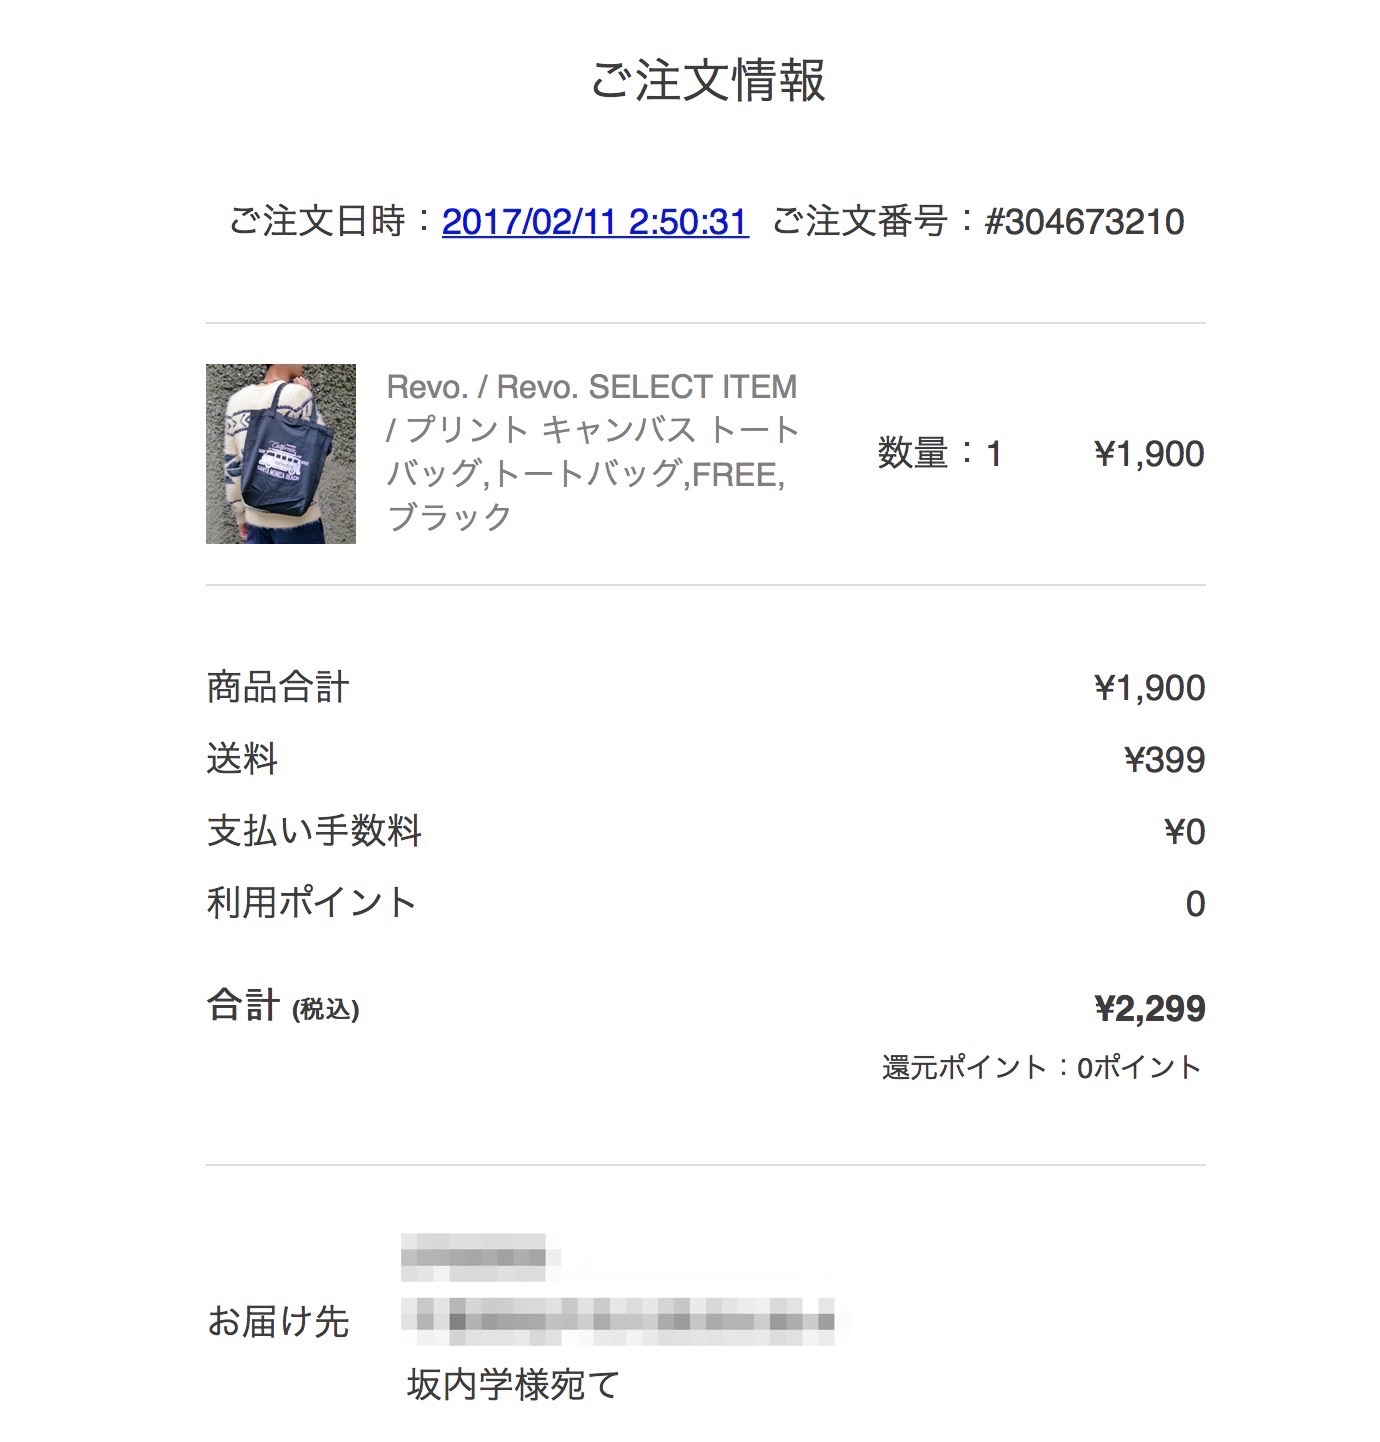 ご注文情報
ご注文日時：2017/02/11 2:50:31 ご注文番号：#304673210
Revo. / Revo. SELECT ITEM
/ プリント キャンバス トート
バッグ,トートバッグ,FREE,
ブラック
数量：1
¥1,900
California
SANTA MONICA BEACH
商品合計 ¥1,900
送料 ¥399
支払い手数料 ¥0
利用ポイント 0
合計 (税込) ¥2,299
還元ポイント：0ポイント
お届け先
坂内学様宛て